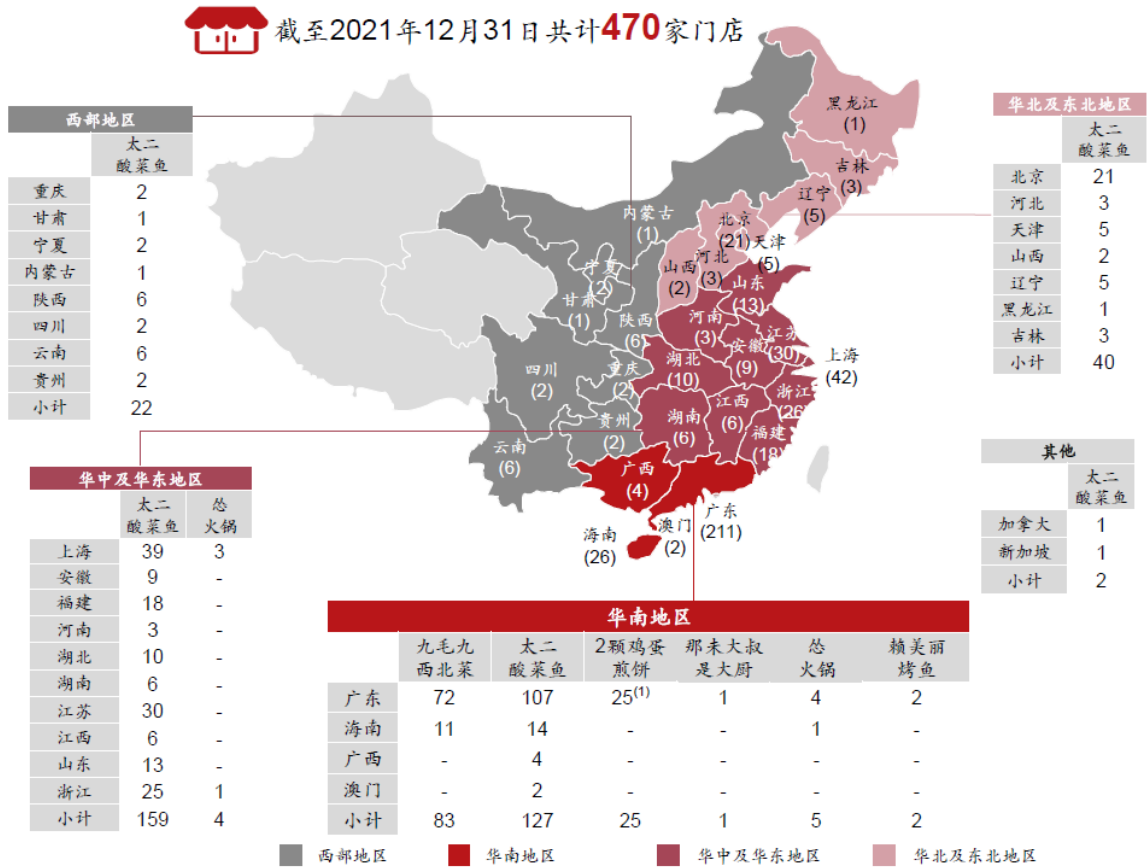 截至2021年12月31日共计470家门店
西部地区
太二
酸菜鱼
重庆 2
甘肃 1
宁夏 2
内蒙古 1
陕西 6
四川 2
云南 6
贵州 2
小计 22
华北及东北地区
太二
酸菜鱼
北京 21
河北 3
天津 5
山西 2
辽宁 5
黑龙江 1
吉林 3
小计 40
黑龙江
(1)
吉林
(3)
辽宁
(5)
内蒙古
(1)
北京
(21)
天津
(5)
河北
(3)
山西
(2)
宁夏
(2)
山东
(13)
甘肃
(1)
陕西
(6)
河南
(3)
江苏
(30)
安徽
(9)
上海
(42)
四川
(2)
重庆
(2)
湖北
(10)
浙江
(26)
江西
(6)
湖南
(6)
贵州
(2)
福建
(18)
云南
(6)
广西
(4)
广东
(211)
澳门
(2)
海南
(26)
其他
太二
酸菜鱼
加拿大 1
新加坡 1
小计 2
华中及华东地区
太二 怂
酸菜鱼 火锅
上海 39 3
安徽 9 -
福建 18 -
河南 3 -
湖北 10 -
湖南 6 -
江苏 30 -
江西 6 -
山东 13 -
浙江 25 1
小计 159 4
华南地区
九毛九 太二 2颗鸡蛋 那未大叔 怂 赖美丽
西北菜 酸菜鱼 煎饼 是大厨 火锅 烤鱼
广东 72 107 25(1) 1 4 2
海南 11 14 - - 1 -
广西 - 4 - - - -
澳门 - 2 - - - -
小计 83 127 25 1 5 2
西部地区 华南地区 华中及华东地区 华北及东北地区